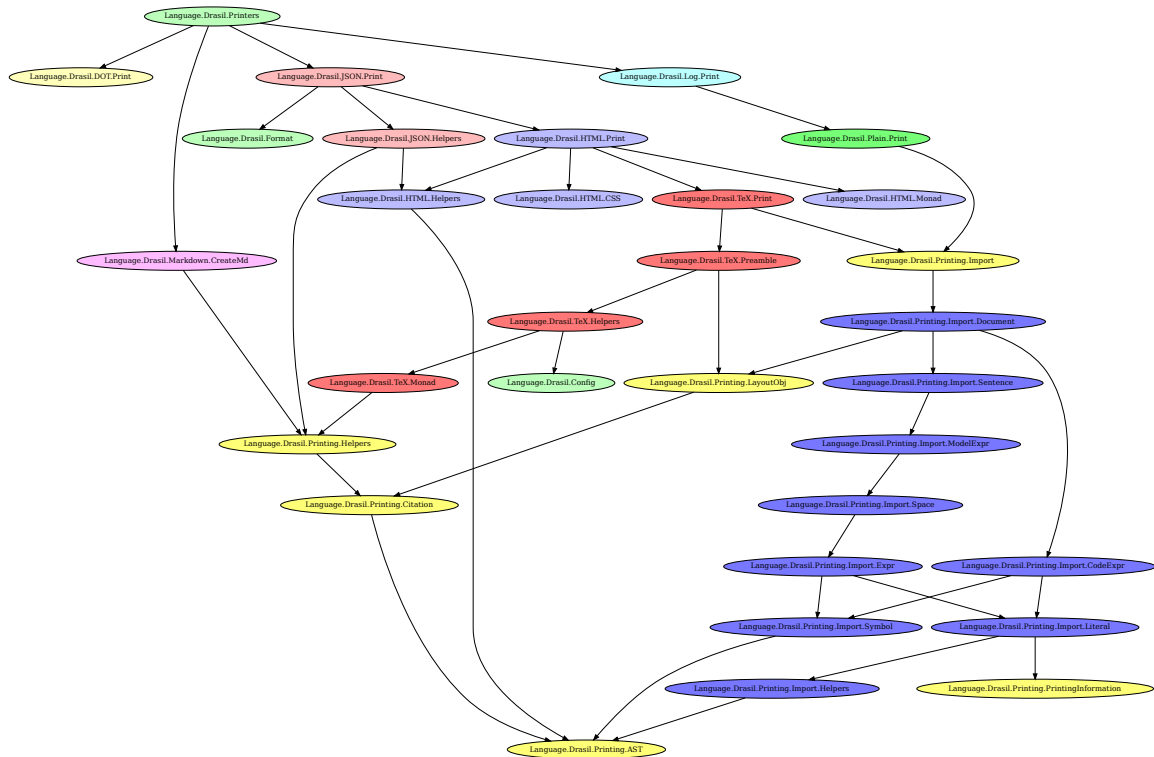 Language.Drasil.Printers
Language.Drasil.DOT.Print
Language.Drasil.JSON.Print
Language.Drasil.Log.Print
Language.Drasil.Format
Language.Drasil.JSON.Helpers
Language.Drasil.HTML.Print
Language.Drasil.Plain.Print
Language.Drasil.HTML.Helpers
Language.Drasil.HTML.CSS
Language.Drasil.TeX.Print
Language.Drasil.HTML.Monad
Language.Drasil.Markdown.CreateMd
Language.Drasil.TeX.Preamble
Language.Drasil.Printing.Import
Language.Drasil.TeX.Helpers
Language.Drasil.Printing.Import.Document
Language.Drasil.TeX.Monad
Language.Drasil.Config
Language.Drasil.Printing.LayoutObj
Language.Drasil.Printing.Import.Sentence
Language.Drasil.Printing.Helpers
Language.Drasil.Printing.Import.ModelExpr
Language.Drasil.Printing.Citation
Language.Drasil.Printing.Import.Space
Language.Drasil.Printing.Import.Expr
Language.Drasil.Printing.Import.CodeExpr
Language.Drasil.Printing.Import.Symbol
Language.Drasil.Printing.Import.Literal
Language.Drasil.Printing.Import.Helpers
Language.Drasil.Printing.PrintingInformation
Language.Drasil.Printing.AST